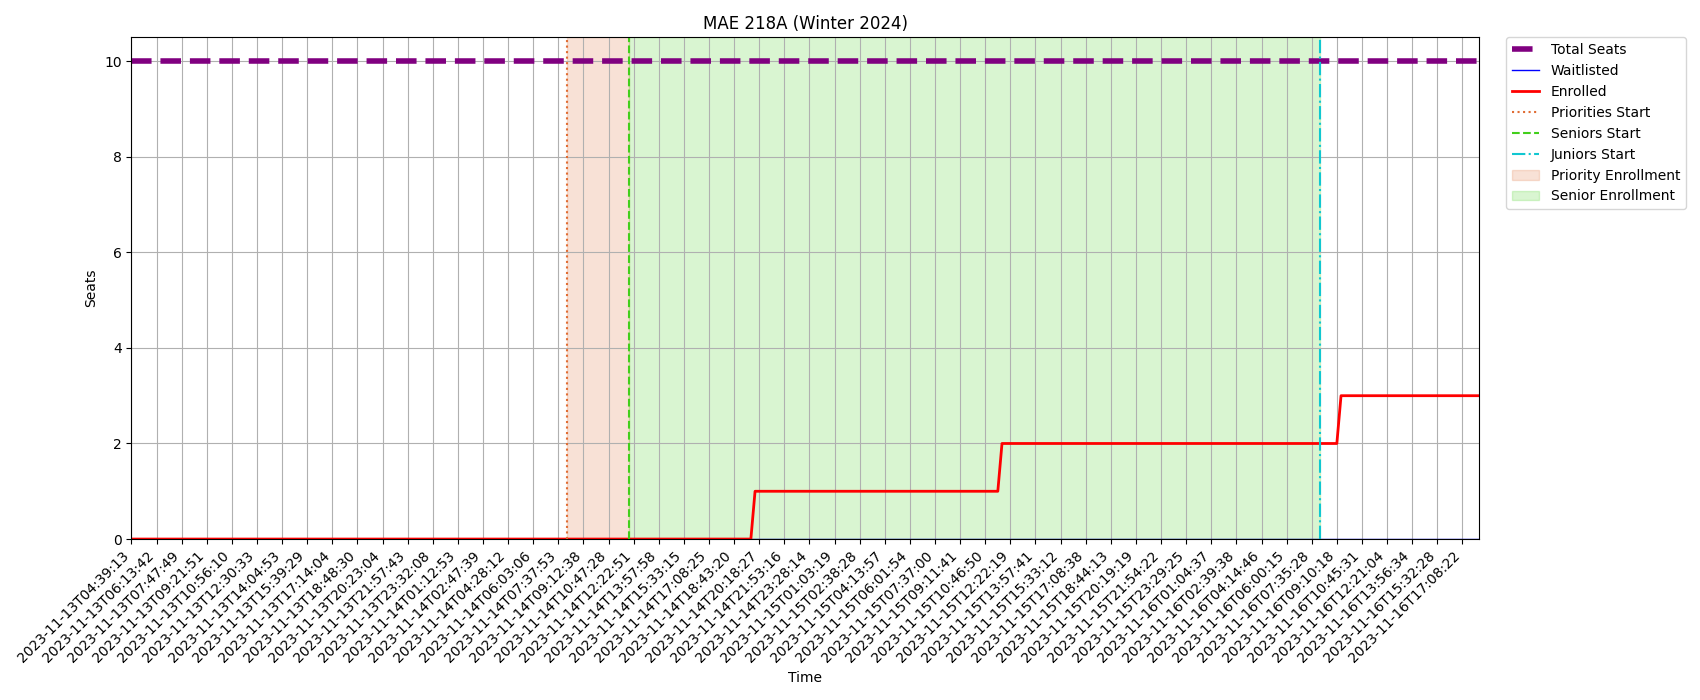 MAE 218A (Winter 2024)
Total Seats
Waitlisted
Enrolled
Priorities Start
Seniors Start
Juniors Start
Priority Enrollment
Senior Enrollment
Seats
10
8
6
4
2
0
2023-11-13T04:39:13
2023-11-13T06:13:42
2023-11-13T07:47:49
2023-11-13T09:21:51
2023-11-13T10:56:10
2023-11-13T12:30:33
2023-11-13T14:04:53
2023-11-13T15:39:29
2023-11-13T17:14:04
2023-11-13T18:48:30
2023-11-13T20:23:04
2023-11-13T21:57:43
2023-11-13T23:32:08
2023-11-14T01:12:53
2023-11-14T02:47:39
2023-11-14T04:28:12
2023-11-14T06:03:06
2023-11-14T07:37:53
2023-11-14T09:12:38
2023-11-14T10:47:28
2023-11-14T12:22:51
2023-11-14T13:57:58
2023-11-14T15:33:15
2023-11-14T17:08:25
2023-11-14T18:43:20
2023-11-14T20:18:27
2023-11-14T21:53:16
2023-11-14T23:28:14
2023-11-15T01:03:19
2023-11-15T02:38:28
2023-11-15T04:13:57
2023-11-15T06:01:54
2023-11-15T07:37:00
2023-11-15T09:11:41
2023-11-15T10:46:50
2023-11-15T12:22:19
2023-11-15T13:57:41
2023-11-15T15:33:12
2023-11-15T17:08:38
2023-11-15T18:44:13
2023-11-15T20:19:19
2023-11-15T21:54:22
2023-11-15T23:29:25
2023-11-16T01:04:37
2023-11-16T02:39:38
2023-11-16T04:14:46
2023-11-16T06:00:15
2023-11-16T07:35:28
2023-11-16T09:10:18
2023-11-16T10:45:31
2023-11-16T12:21:04
2023-11-16T13:56:34
2023-11-16T15:32:28
2023-11-16T17:08:22
Time